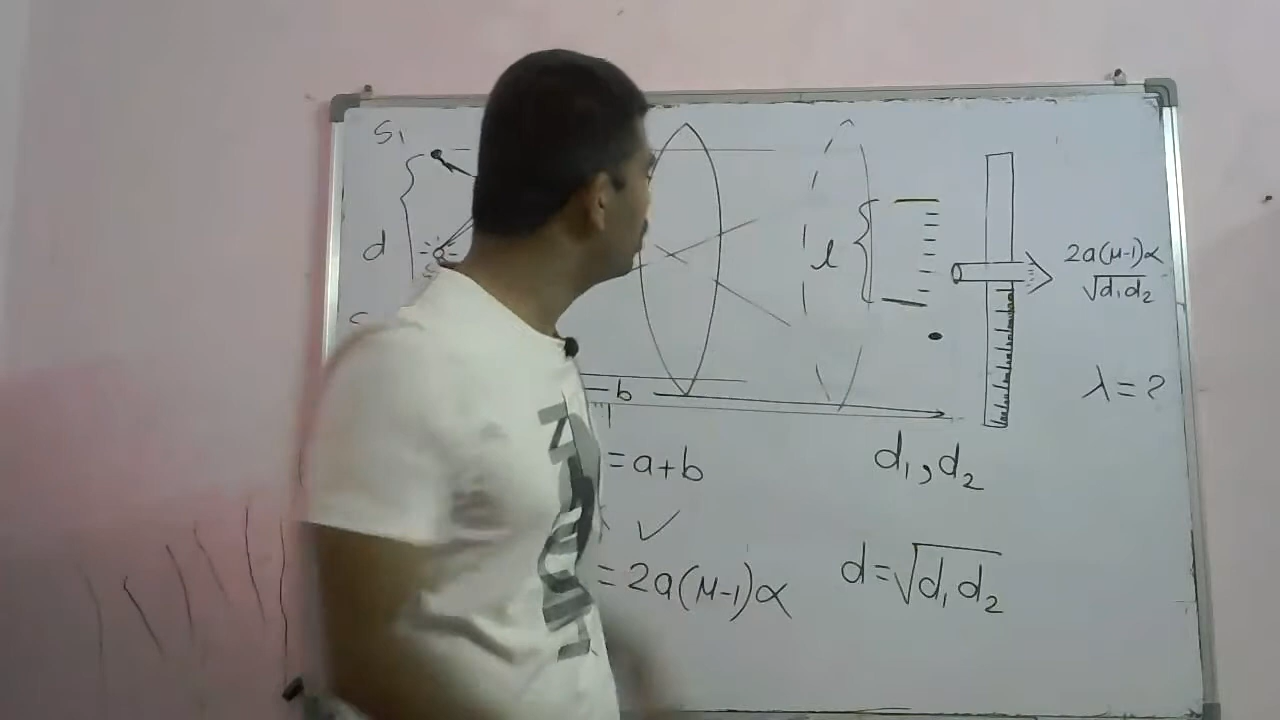 S₁
d
l
2a(μ-1)α
√d₁d₂
b
λ = ?
= a+b
d₁, d₂
= 2a(μ-1)α
d = √d₁d₂